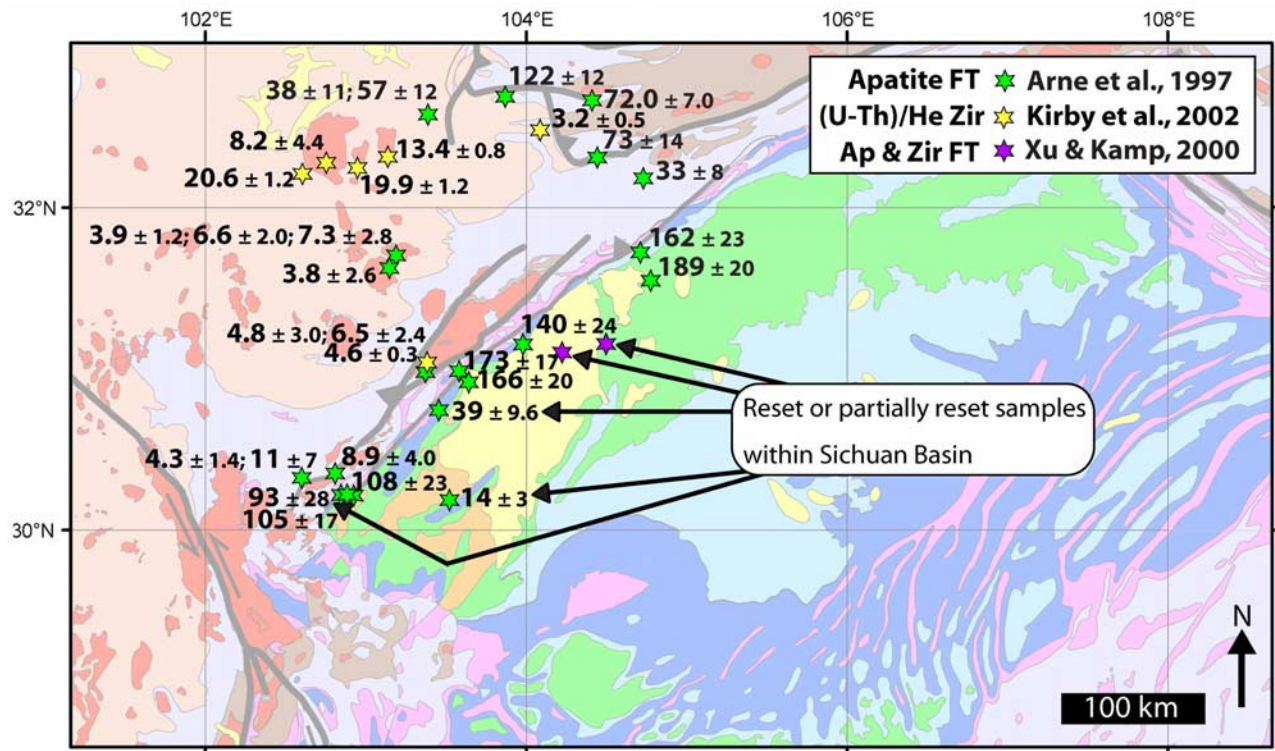 102°E
104°E
106°E
108°E
122 ± 12
38 ± 11; 57 ± 12
72.0 ± 7.0
3.2 ± 0.5
8.2 ± 4.4
13.4 ± 0.8
73 ± 14
20.6 ± 1.2
19.9 ± 1.2
33 ± 8
Apatite FT Arne et al., 1997
(U-Th)/He Zir Kirby et al., 2002
Ap & Zir FT Xu & Kamp, 2000
32°N
3.9 ± 1.2; 6.6 ± 2.0; 7.3 ± 2.8
162 ± 23
3.8 ± 2.6
189 ± 20
4.8 ± 3.0; 6.5 ± 2.4
140 ± 24
4.6 ± 0.3
173 ± 17
166 ± 20
39 ± 9.6
Reset or partially reset samples
within Sichuan Basin
4.3 ± 1.4; 11 ± 7
8.9 ± 4.0
108 ± 23
93 ± 28
14 ± 3
105 ± 17
30°N
N
100 km